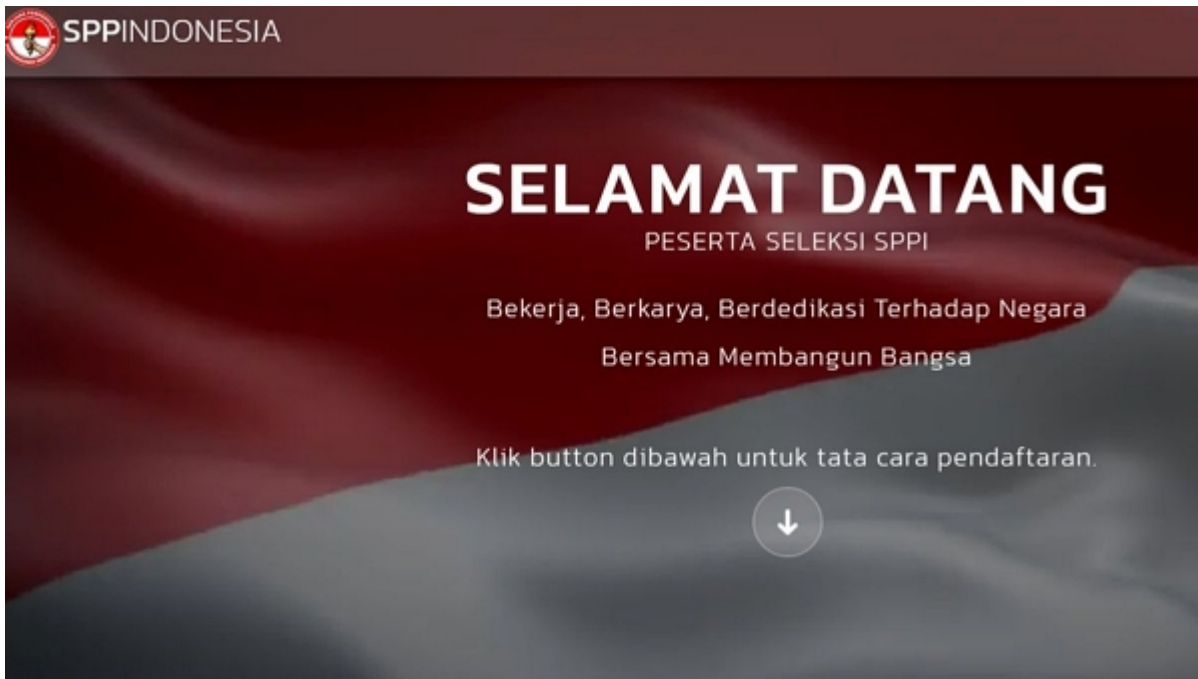 SPPINDONESIA
SELAMAT DATANG
PESERTA SELEKSI SPPI
Bekerja, Berkarya, Berdedikasi Terhadap Negara
Bersama Membangun Bangsa
Klik button dibawah untuk tata cara pendaftaran.